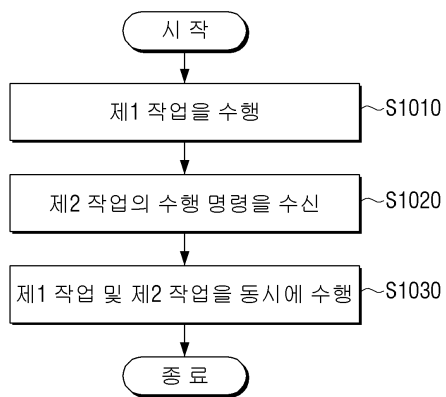 시 작
제1 작업을 수행
S1010
제2 작업의 수행 명령을 수신
S1020
제1 작업 및 제2 작업을 동시에 수행
S1030
종 료